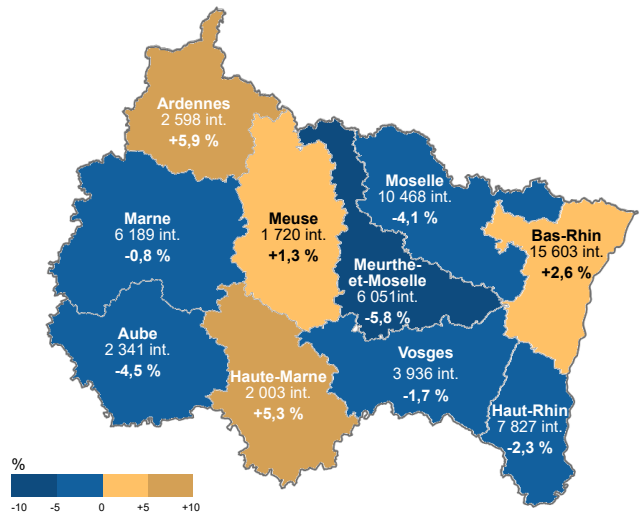 Ardennes
2 598 int.
+5,9 %
Moselle
10 468 int.
-4,1 %
Marne
6 189 int.
-0,8 %
Meuse
1 720 int.
+1,3 %
Bas-Rhin
15 603 int.
+2,6 %
Meurthe-
et-Moselle
6 051int.
-5,8 %
Aube
2 341 int.
-4,5 %
Haute-Marne
2 003 int.
+5,3 %
Vosges
3 936 int.
-1,7 %
Haut-Rhin
7 827 int.
-2,3 %
%
-10 -5 0 +5 +10